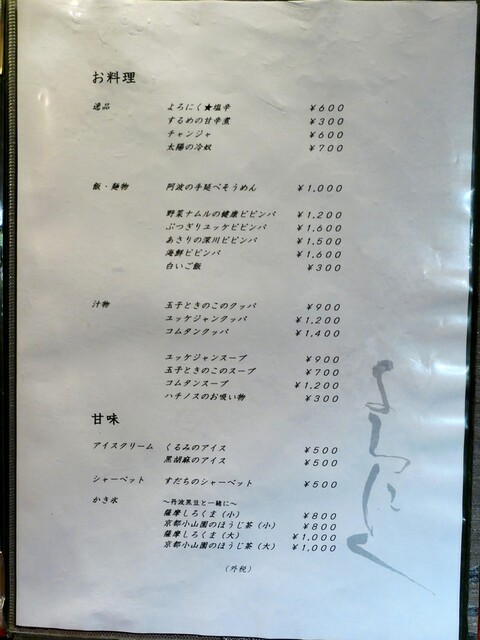 お料理
逸品 よろにく★塩辛 ¥600
するめの甘辛煮 ¥300
チャンジャ ¥600
太陽の冷奴 ¥700
飯・麺物 阿波の手延べそうめん ¥1,000
野菜ナムルの健康ビビンバ ¥1,200
ぶつぎりユッケビビンバ ¥1,600
あさりの深川ビビンバ ¥1,500
海鮮ビビンバ ¥1,600
白いご飯 ¥300
汁物 玉子ときのこのクッパ ¥900
ユッケジャンクッパ ¥1,200
コムタンクッパ ¥1,400
ユッケジャンスープ ¥900
玉子ときのこのスープ ¥700
コムタンスープ ¥1,200
ハチノスのお吸い物 ¥300
甘味
アイスクリーム くるみのアイス ¥500
黒胡麻のアイス ¥500
シャーベット すだちのシャーベット ¥500
かき氷 〜丹波黒豆と一緒に〜
薩摩しろくま（小） ¥800
京都小山園のほうじ茶（小） ¥800
薩摩しろくま（大） ¥1,000
京都小山園のほうじ茶（大） ¥1,000
（外税）
よろにく